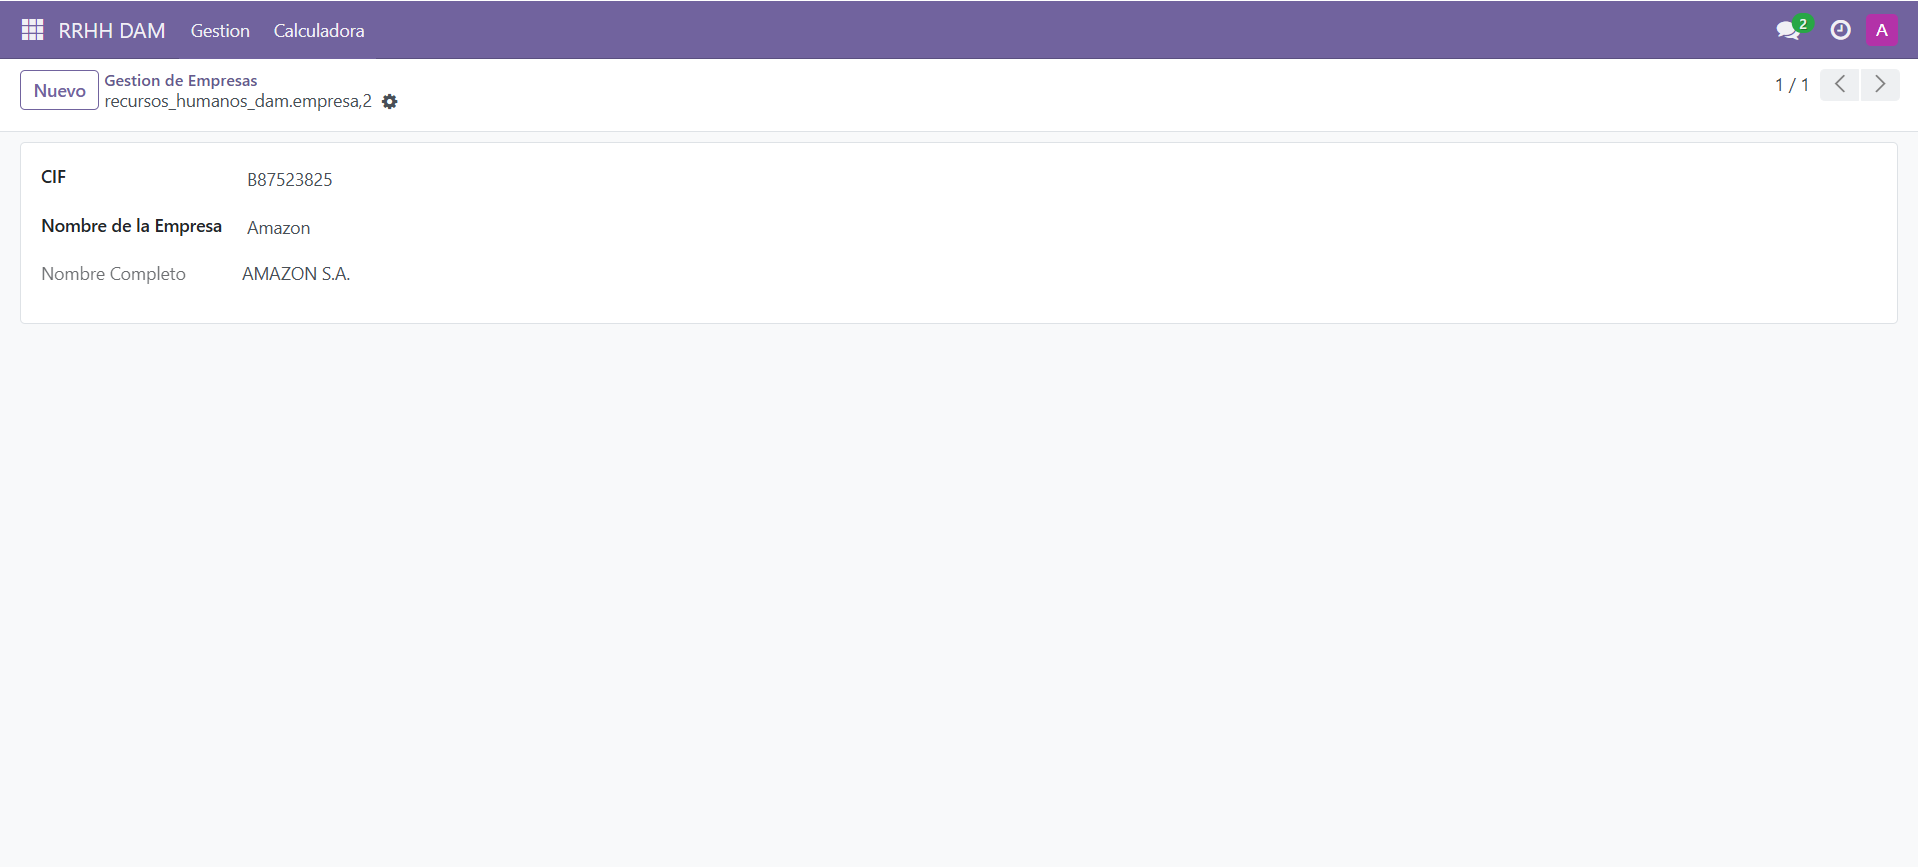 RRHH DAM Gestion Calculadora 2 A
Nuevo Gestion de Empresas
recursos_humanos_dam.empresa,2
1 / 1
CIF B87523825
Nombre de la Empresa Amazon
Nombre Completo AMAZON S.A.